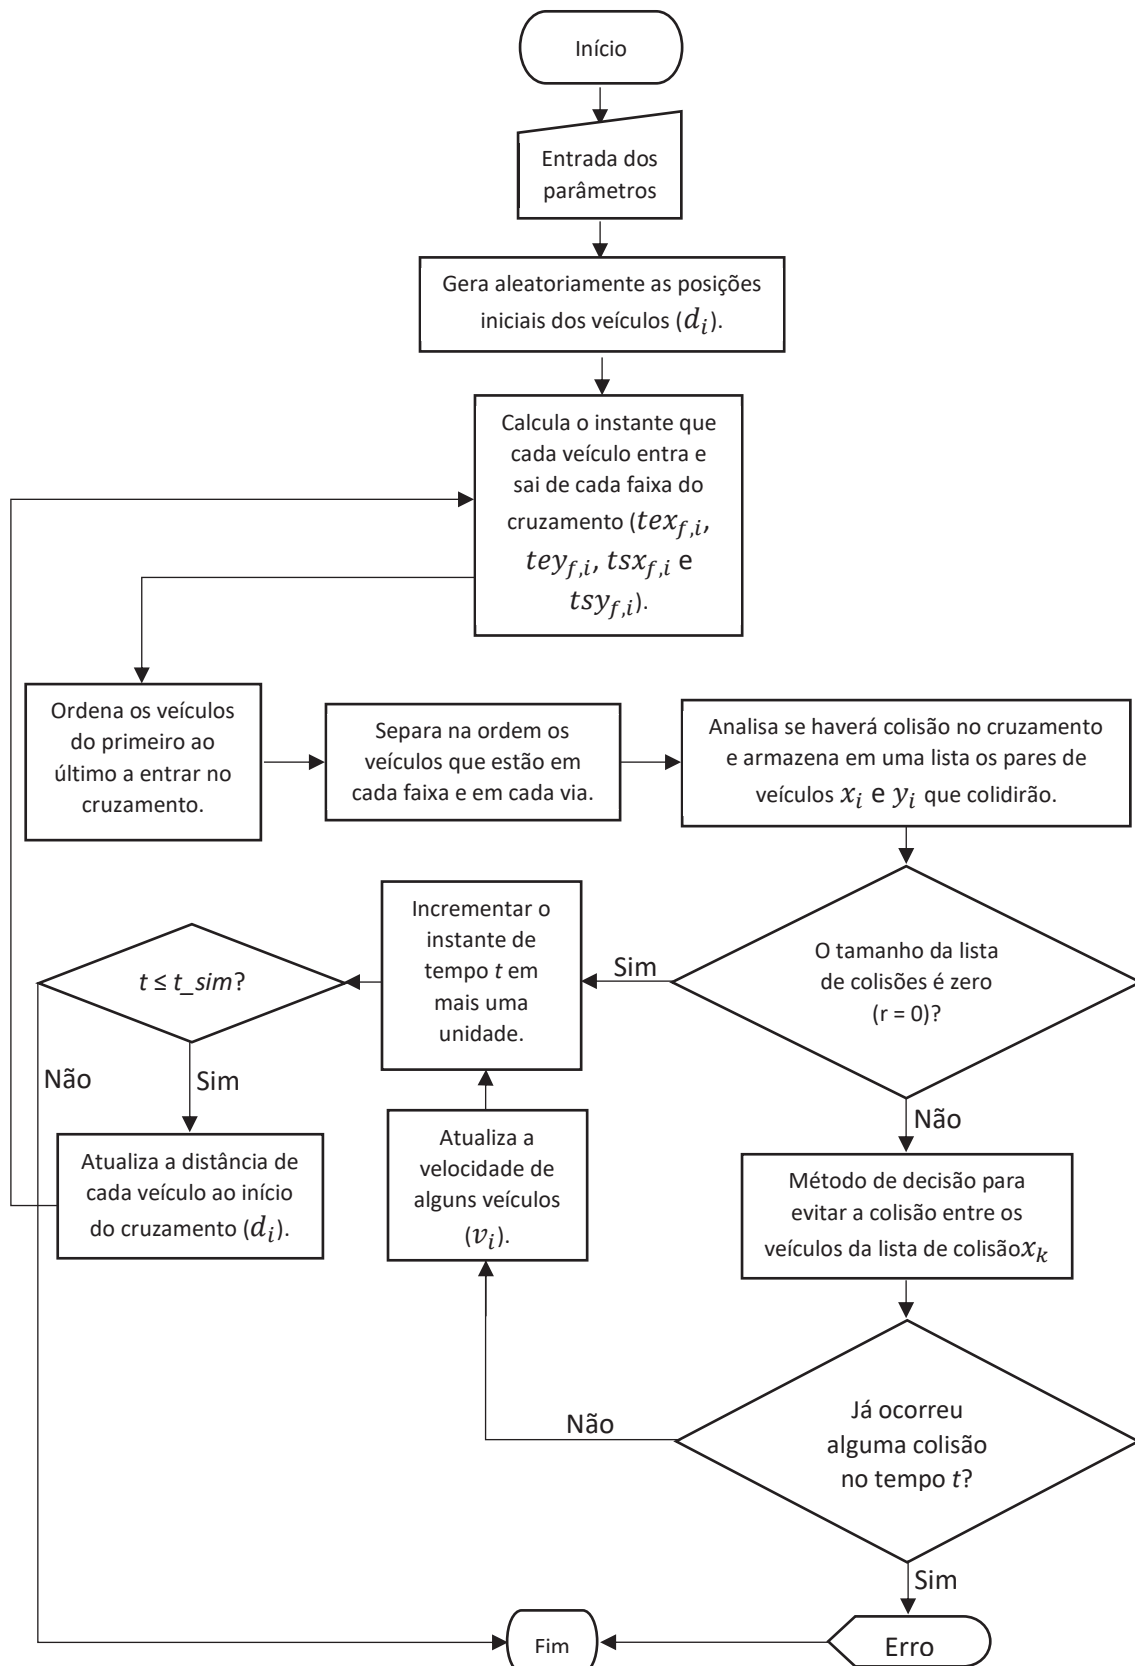 Início
Entrada dos
parâmetros
Gera aleatoriamente as posições
iniciais dos veículos (d_i).
Calcula o instante que
cada veículo entra e
sai de cada faixa do
cruzamento (tex_{f,i},
tey_{f,i}, tsx_{f,i} e
tsy_{f,i}).
Ordena os veículos
do primeiro ao
último a entrar no
cruzamento.
Separa na ordem os
veículos que estão em
cada faixa e em cada via.
Analisa se haverá colisão no cruzamento
e armazena em uma lista os pares de
veículos x_i e y_i que colidirão.
O tamanho da lista
de colisões é zero
(r = 0)?
Sim
Não
Incrementar o
instante de
tempo t em
mais uma
unidade.
t ≤ t_sim?
Não
Sim
Atualiza a distância de
cada veículo ao início
do cruzamento (d_i).
Atualiza a
velocidade de
alguns veículos
(v_i).
Método de decisão para
evitar a colisão entre os
veículos da lista de colisãox_k
Já ocorreu
alguma colisão
no tempo t?
Não
Sim
Erro
Fim